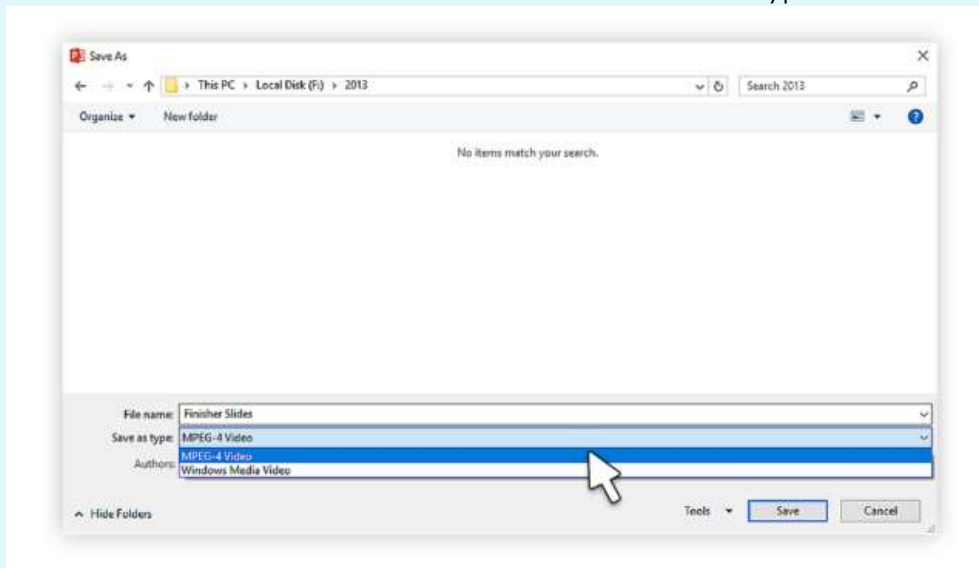 Save As
This PC › Local Disk (F:) › 2013
Search 2013
Organize
New folder
No items match your search.
File name: Finisher Slides
Save as type: MPEG-4 Video
MPEG-4 Video
Authors:
Windows Media Video
Hide Folders
Tools
Save
Cancel